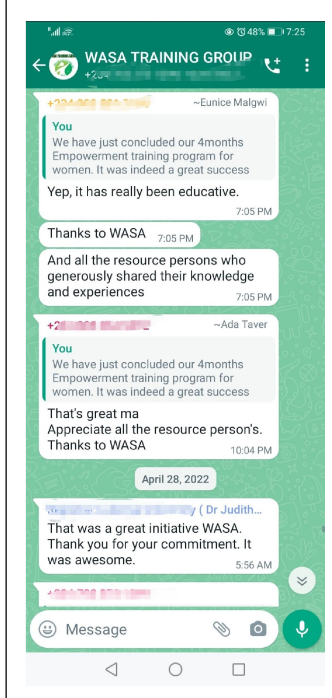 48% 7:25
WASA TRAINING GROUP
~Eunice Malgwi
You
We have just concluded our 4months
Empowerment training program for
women. It was indeed a great success
Yep, it has really been educative.
7:05 PM
Thanks to WASA 7:05 PM
And all the resource persons who
generously shared their knowledge
and experiences
7:05 PM
~Ada Taver
You
We have just concluded our 4months
Empowerment training program for
women. It was indeed a great success
That's great ma
Appreciate all the resource person's.
Thanks to WASA
10:04 PM
April 28, 2022
( Dr Judith...
That was a great initiative WASA.
Thank you for your commitment. It
was awesome.
5:56 AM
Message